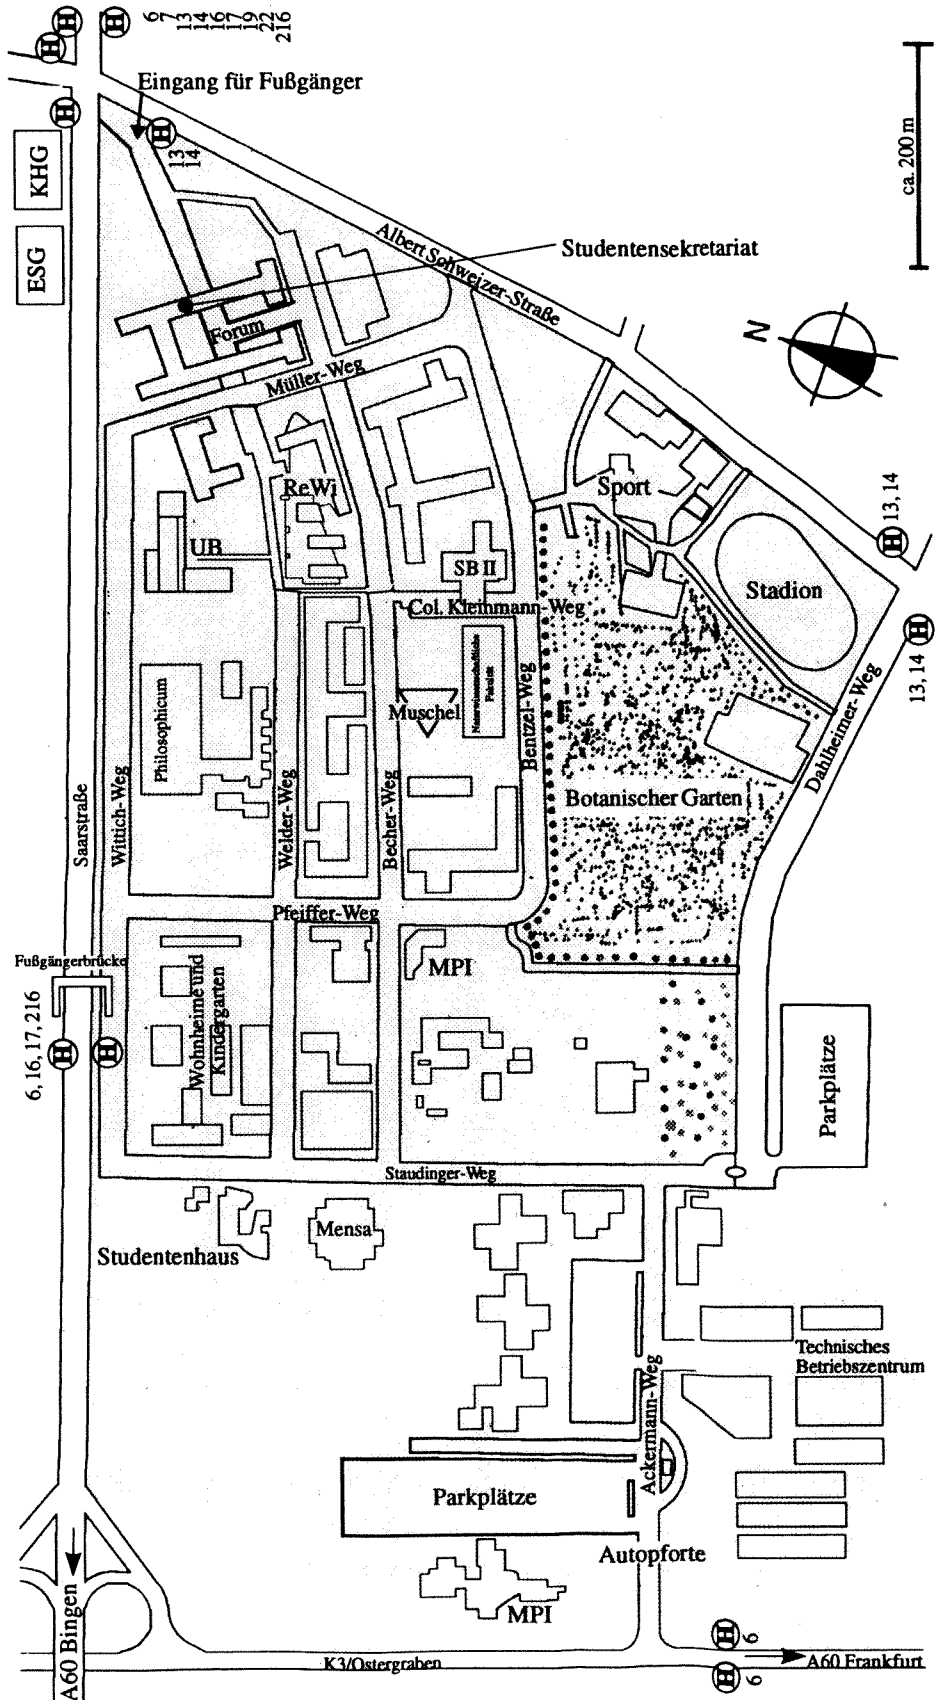 H
H
H
6
7
13
14
16
17
19
22
216
Eingang für Fußgänger
H
H
13
14
KHG
ESG
ca. 200 m
Albert Schweizer-Straße
Studentensekretariat
Forum
N
Müller-Weg
ReWi
Sport
H
13, 14
UB
SB II
Stadion
Col. Kleinmann-Weg
H
13, 14
Naturwissenschaftliche
Fakultät
Muschel
Philosophicum
Bentzel-Weg
Dahlheimer-Weg
Saarstraße
Wittich-Weg
Welder-Weg
Becher-Weg
Botanischer Garten
Pfeiffer-Weg
Fußgängerbrücke
MPI
6, 16, 17, 216
H
H
Wohnheime und
Kindergarten
Parkplätze
Staudinger-Weg
Mensa
Studentenhaus
Technisches
Betriebszentrum
Ackermann-Weg
Parkplätze
Autopforte
MPI
A60 Bingen
K3/Ostergraben
H
6
H
6
A60 Frankfurt